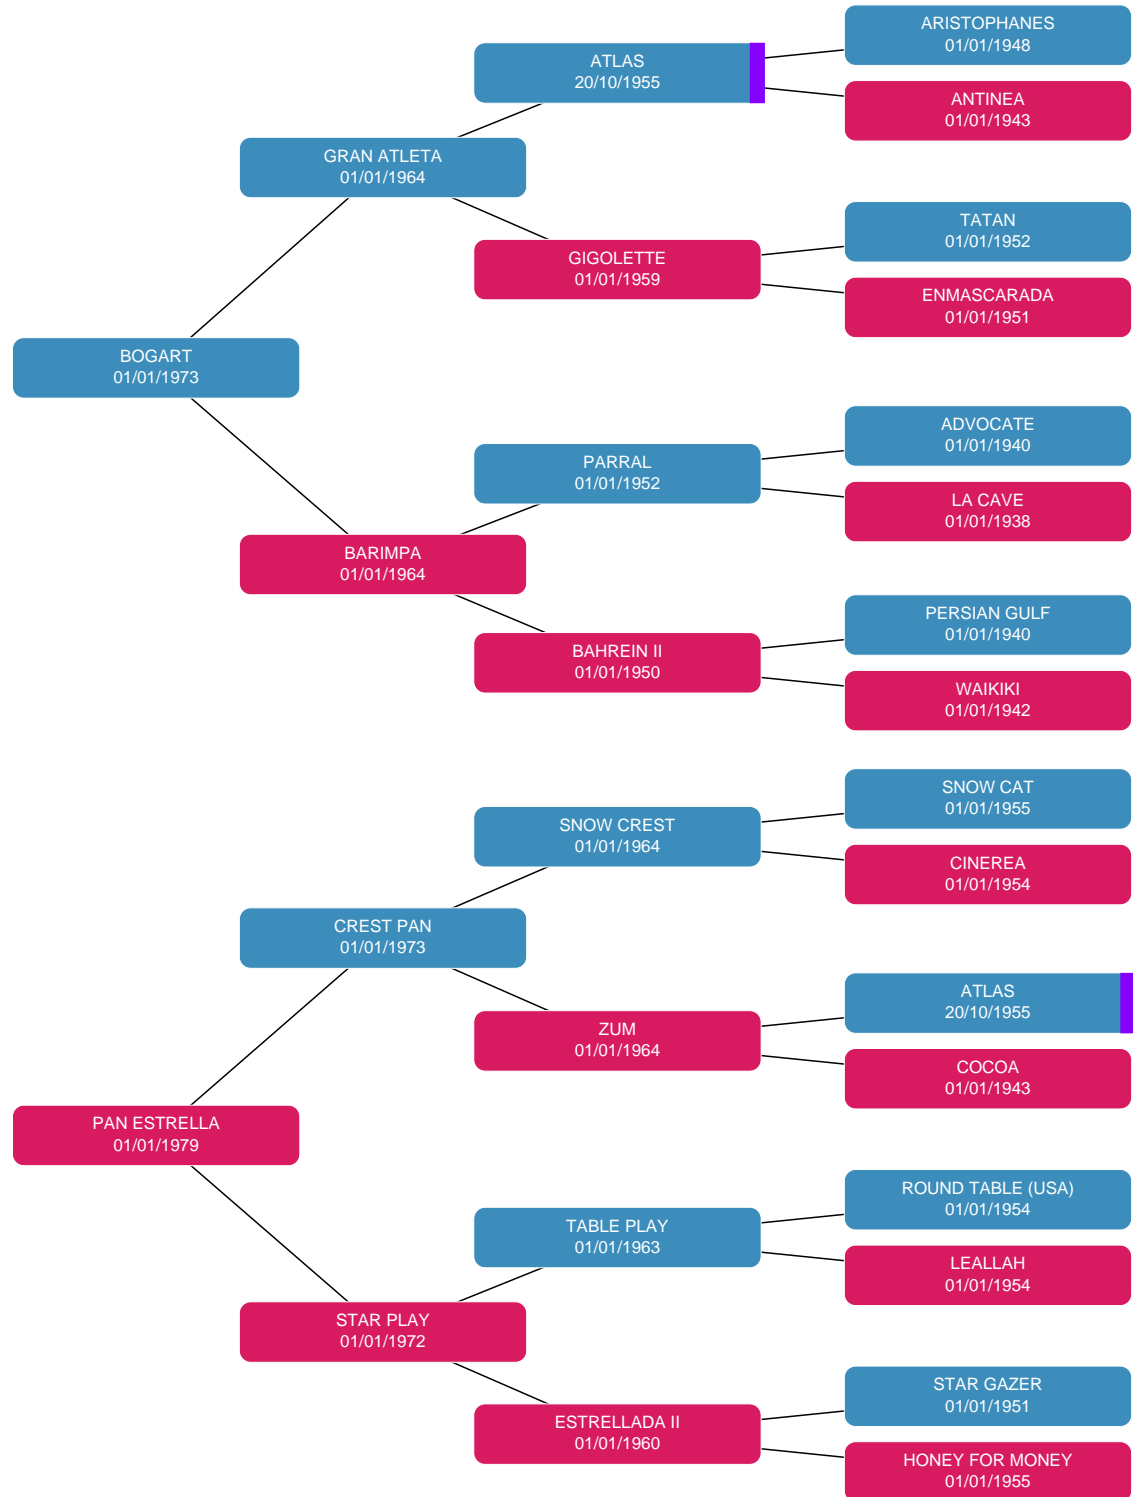 ARISTOPHANES
01/01/1948
ATLAS
20/10/1955
ANTINEA
01/01/1943
GRAN ATLETA
01/01/1964
TATAN
01/01/1952
GIGOLETTE
01/01/1959
ENMASCARADA
01/01/1951
BOGART
01/01/1973
ADVOCATE
01/01/1940
PARRAL
01/01/1952
LA CAVE
01/01/1938
BARIMPA
01/01/1964
PERSIAN GULF
01/01/1940
BAHREIN II
01/01/1950
WAIKIKI
01/01/1942
SNOW CAT
01/01/1955
SNOW CREST
01/01/1964
CINEREA
01/01/1954
CREST PAN
01/01/1973
ATLAS
20/10/1955
ZUM
01/01/1964
COCOA
01/01/1943
PAN ESTRELLA
01/01/1979
ROUND TABLE (USA)
01/01/1954
TABLE PLAY
01/01/1963
LEALLAH
01/01/1954
STAR PLAY
01/01/1972
STAR GAZER
01/01/1951
ESTRELLADA II
01/01/1960
HONEY FOR MONEY
01/01/1955